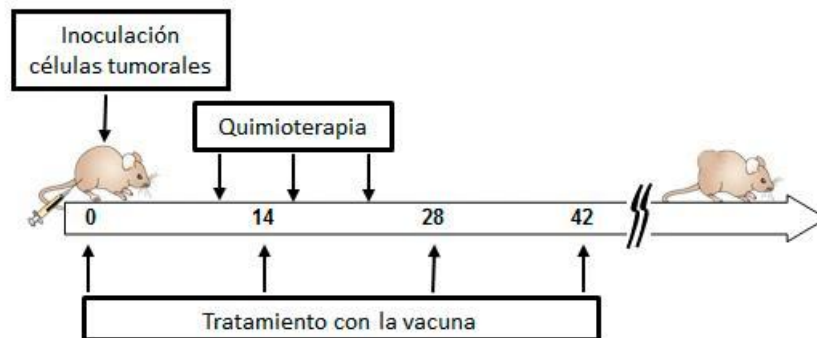 Inoculación
células tumorales
Quimioterapia
0 14 28 42
Tratamiento con la vacuna